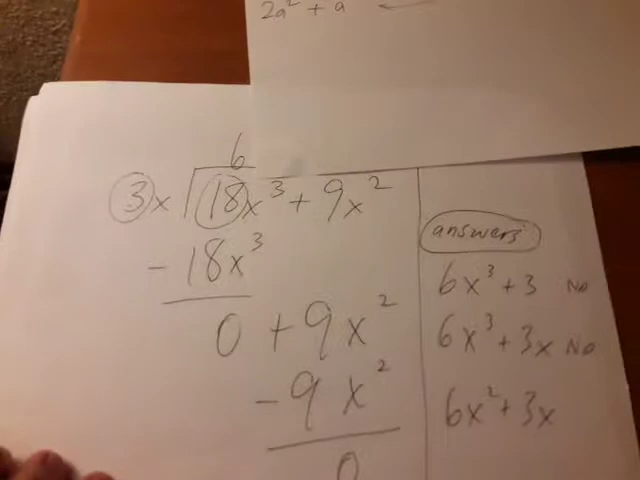 2a² + a
6
3x 18x³ + 9x²
- 18x³
0 + 9x²
- 9x²
0
answers
6x³ + 3 No
6x³ + 3x No
6x² + 3x